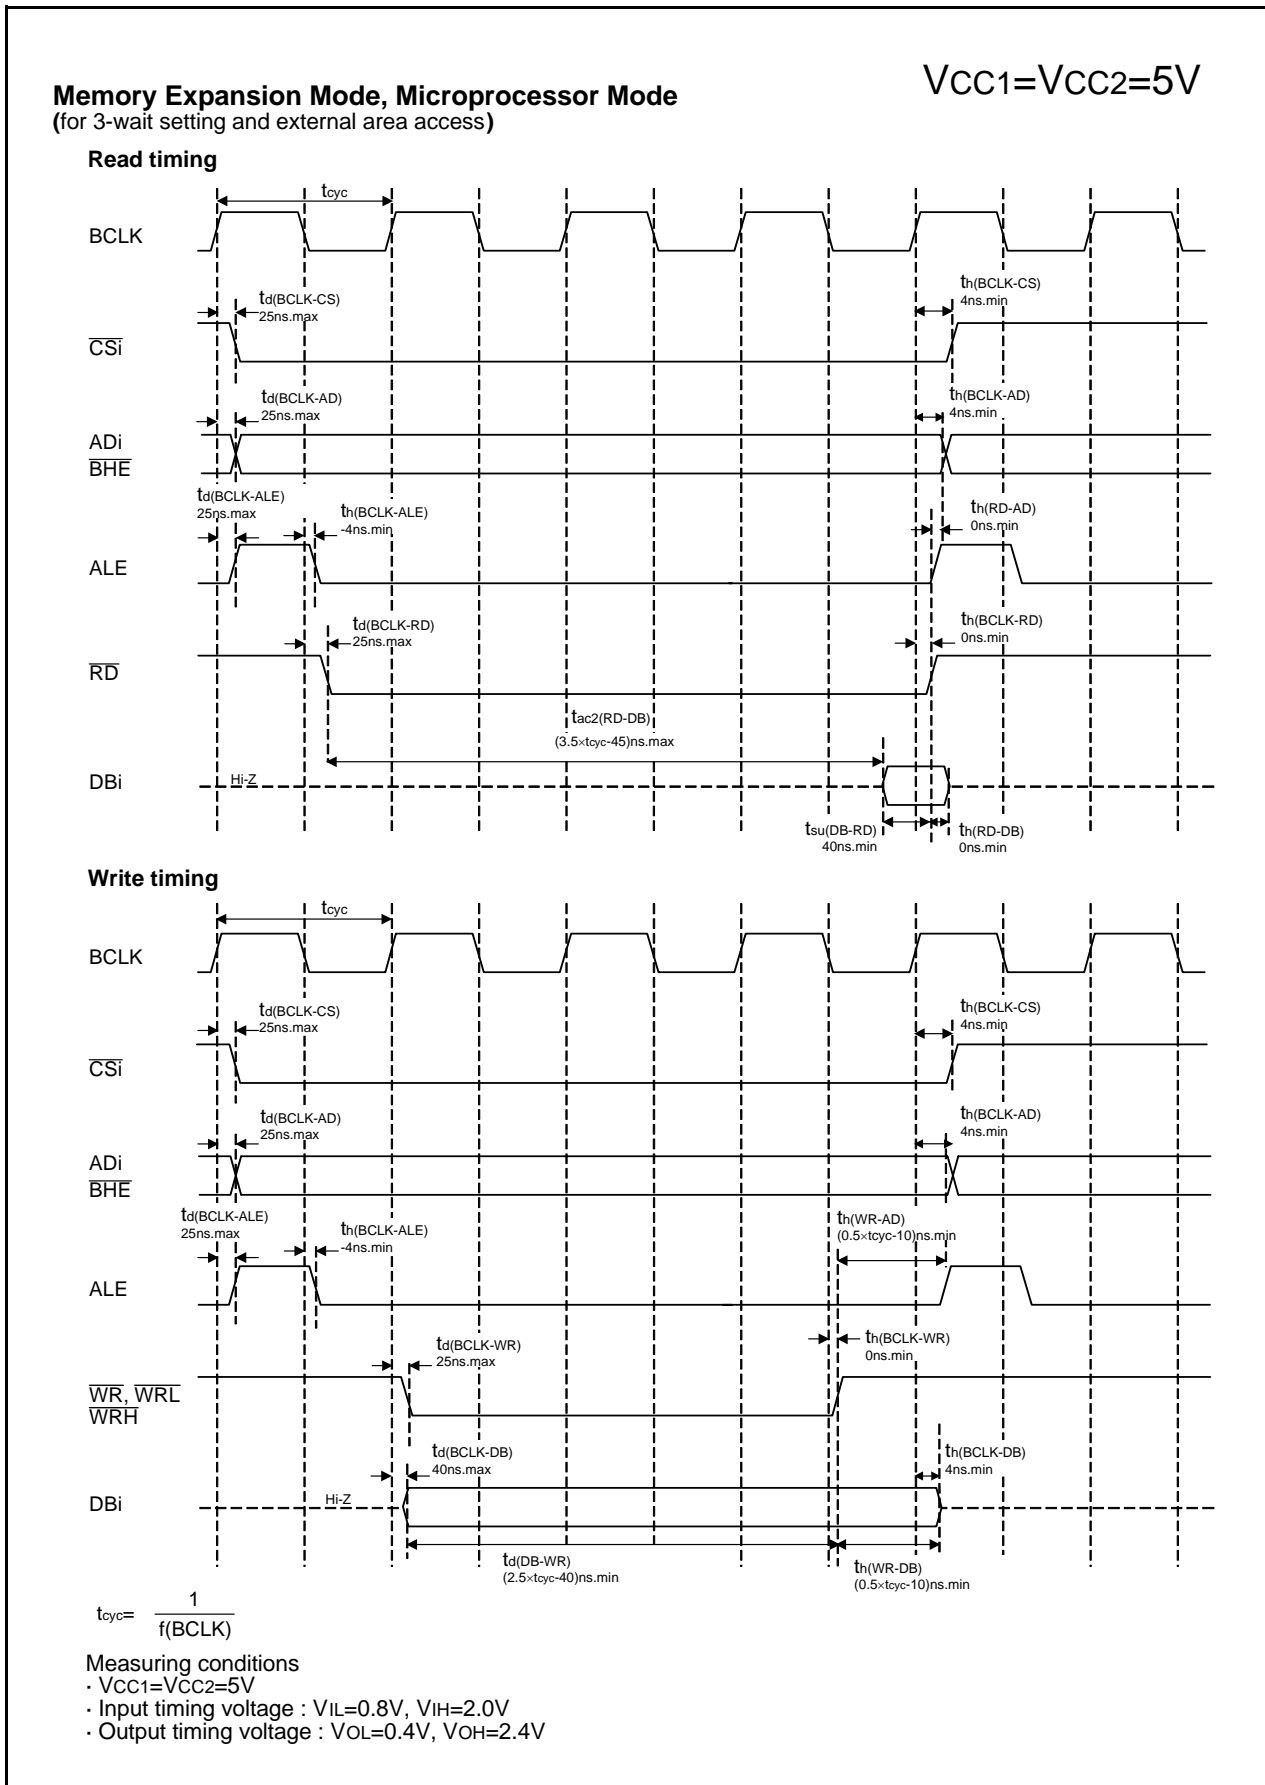 VCC1=VCC2=5V
Memory Expansion Mode, Microprocessor Mode
(for 3-wait setting and external area access)
Read timing
tcyc
BCLK
td(BCLK-CS)
25ns.max
th(BCLK-CS)
4ns.min
CSi
td(BCLK-AD)
25ns.max
th(BCLK-AD)
4ns.min
ADi
BHE
td(BCLK-ALE)
25ns.max
th(BCLK-ALE)
-4ns.min
th(RD-AD)
0ns.min
ALE
td(BCLK-RD)
25ns.max
th(BCLK-RD)
0ns.min
RD
tac2(RD-DB)
(3.5×tcyc-45)ns.max
DBi
Hi-Z
tsu(DB-RD)
40ns.min
th(RD-DB)
0ns.min
Write timing
tcyc
BCLK
td(BCLK-CS)
25ns.max
th(BCLK-CS)
4ns.min
CSi
td(BCLK-AD)
25ns.max
th(BCLK-AD)
4ns.min
ADi
BHE
td(BCLK-ALE)
25ns.max
th(BCLK-ALE)
-4ns.min
th(WR-AD)
(0.5×tcyc-10)ns.min
ALE
td(BCLK-WR)
25ns.max
th(BCLK-WR)
0ns.min
WR, WRL
WRH
td(BCLK-DB)
40ns.max
th(BCLK-DB)
4ns.min
DBi
Hi-Z
td(DB-WR)
(2.5×tcyc-40)ns.min
th(WR-DB)
(0.5×tcyc-10)ns.min
tcyc= 1
f(BCLK)
Measuring conditions
· VCC1=VCC2=5V
· Input timing voltage : VIL=0.8V, VIH=2.0V
· Output timing voltage : VOL=0.4V, VOH=2.4V